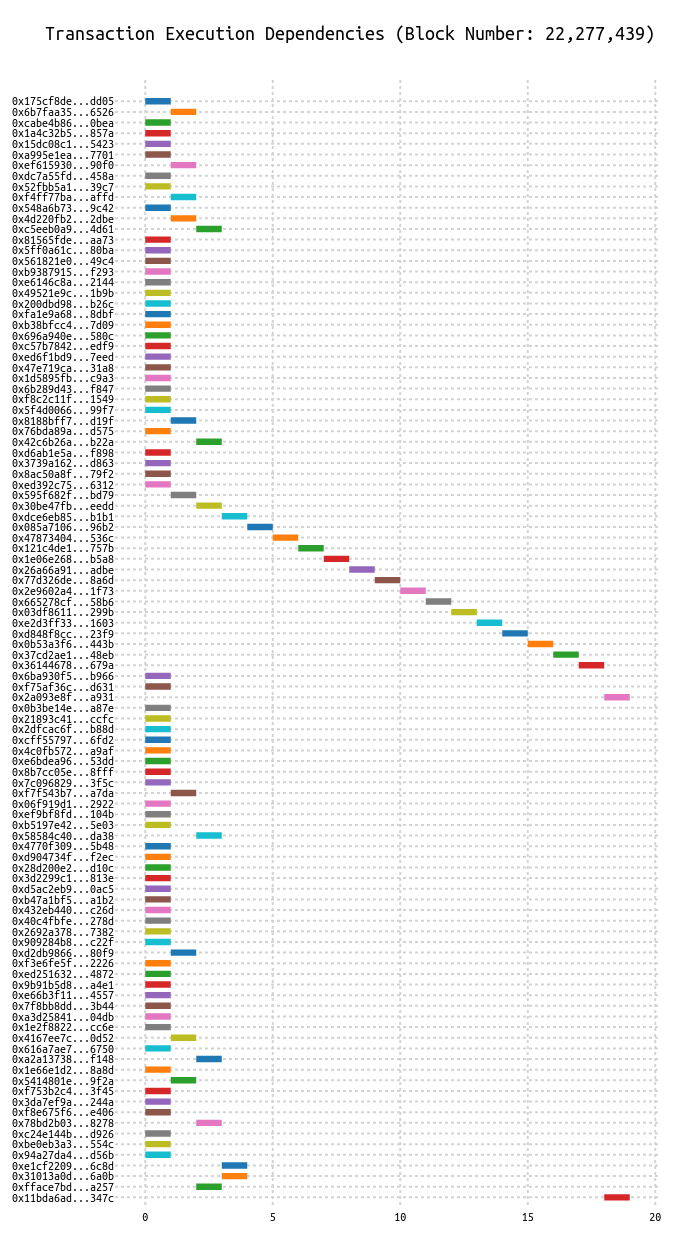 Transaction Execution Dependencies (Block Number: 22,277,439)
0x175cf8de...dd05
0x6b7faa35...6526
0xcabe4b86...0bea
0x1a4c32b5...857a
0x15dc08c1...5423
0xa995e1ea...7701
0xef615930...90f0
0xdc7a55fd...458a
0x52fbb5a1...39c7
0xf4ff77ba...affd
0x548a6b73...9c42
0x4d220fb2...2dbe
0xc5eeb0a9...4d61
0x81565fde...aa73
0x5ff0a61c...80ba
0x561821e0...49c4
0xb9387915...f293
0xe6146c8a...2144
0x49521e9c...1b9b
0x200dbd98...b26c
0xfa1e9a68...8dbf
0xb38bfcc4...7d09
0x696a940e...580c
0xc57b7842...edf9
0xed6f1bd9...7eed
0x47e719ca...31a8
0x1d5895fb...c9a3
0x6b289d43...f847
0xf8c2c11f...1549
0x5f4d0066...99f7
0x8188bff7...d19f
0x76bda89a...d575
0x42c6b26a...b22a
0xd6ab1e5a...f898
0x3739a162...d863
0x8ac50a8f...79f2
0xed392c75...6312
0x595f682f...bd79
0x30be47fb...eedd
0xdce6eb85...b1b1
0x085a7106...96b2
0x47873404...536c
0x121c4de1...757b
0x1e06e268...b5a8
0x26a66a91...adbe
0x77d326de...8a6d
0x2e9602a4...1f73
0x665278cf...58b6
0x03df8611...299b
0xe2d3ff33...1603
0xd848f8cc...23f9
0x0b53a3f6...443b
0x37cd2ae1...48eb
0x36144678...679a
0x6ba930f5...b966
0xf75af36c...d631
0x2a093e8f...a931
0x0b3be14e...a87e
0x21893c41...ccfc
0x2dfcac6f...b88d
0xcff55797...6fd2
0x4c0fb572...a9af
0xe6bdea96...53dd
0x8b7cc05e...8fff
0x7c096829...3f5c
0xf7f543b7...a7da
0x06f919d1...2922
0xef9bf8fd...104b
0xb5197e42...5e03
0x58584c40...da38
0x4770f309...5b48
0xd904734f...f2ec
0x28d200e2...d10c
0x3d2299c1...813e
0xd5ac2eb9...0ac5
0xb47a1bf5...a1b2
0x432eb440...c26d
0x40c4fbfe...278d
0x2692a378...7382
0x909284b8...c22f
0xd2db9866...80f9
0xf3e6fe5f...2226
0xed251632...4872
0x9b91b5d8...a4e1
0xe66b3f11...4557
0x7f8bb8dd...3b44
0xa3d25841...04db
0x1e2f8822...cc6e
0x4167ee7c...0d52
0x616a7ae7...6750
0xa2a13738...f148
0x1e66e1d2...8a8d
0x5414801e...9f2a
0xf753b2c4...3f45
0x3da7ef9a...244a
0xf8e675f6...e406
0x78bd2b03...8278
0xc24e144b...d926
0xbe0eb3a3...554c
0x94a27da4...d56b
0xe1cf2209...6c8d
0x31013a0d...6a0b
0xfface7bd...a257
0x11bda6ad...347c
0 5 10 15 20